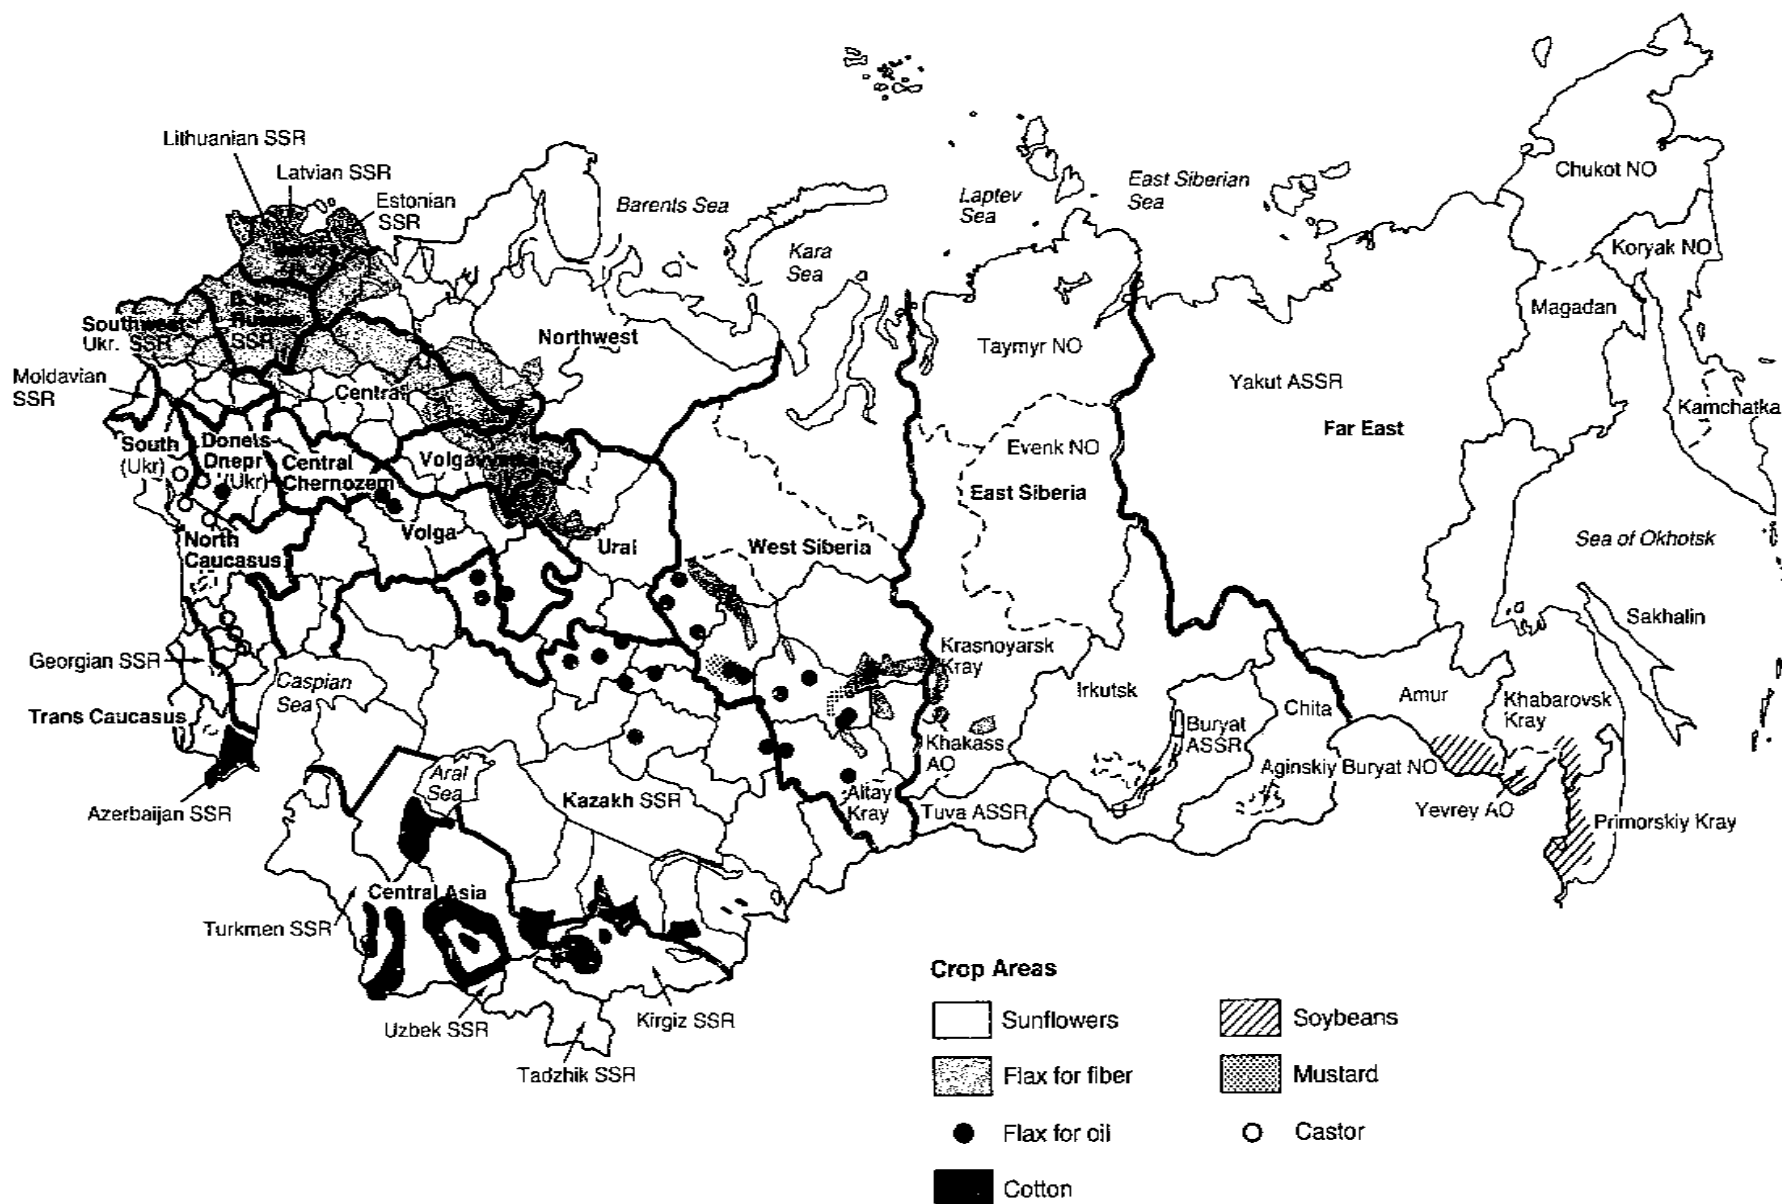 Lithuanian SSR
Latvian SSR
Estonian
SSR
Barents Sea
Kara
Sea
Laptev
Sea
East Siberian
Sea
Chukot NO
Koryak NO
Magadan
Kamchatka
Southwest
Ukr. SSR
SSR
Moldavian
SSR
Northwest
Central
Taymyr NO
Yakut ASSR
Far East
Evenk NO
East Siberia
South
(Ukr)
Donets
Dnepr
(Ukr)
Central
Chernozem
Volga
North
Caucasus
Ural
West Siberia
Sea of Okhotsk
Sakhalin
Georgian SSR
Caspian
Sea
Trans Caucasus
Azerbaijan SSR
Aral
Sea
Kazakh SSR
Altay
Kray
Krasnoyarsk
Kray
Khakass
AO
Tuva ASSR
Irkutsk
Buryat
ASSR
Chita
Aginskiy Buryat NO
Amur
Khabarovsk
Kray
Yevrey AO
Primorskiy Kray
Central Asia
Turkmen SSR
Uzbek SSR
Tadzhik SSR
Kirgiz SSR
Crop Areas
Sunflowers
Flax for fiber
Flax for oil
Cotton
Soybeans
Mustard
Castor